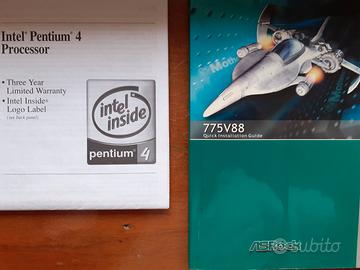 Intel® Pentium® 4
Processor
• Three Year
Limited Warranty
• Intel Inside®
Logo Label
(see back panel)
intel
inside
pentium 4
775V88
Quick Installation Guide
ASRock
subito